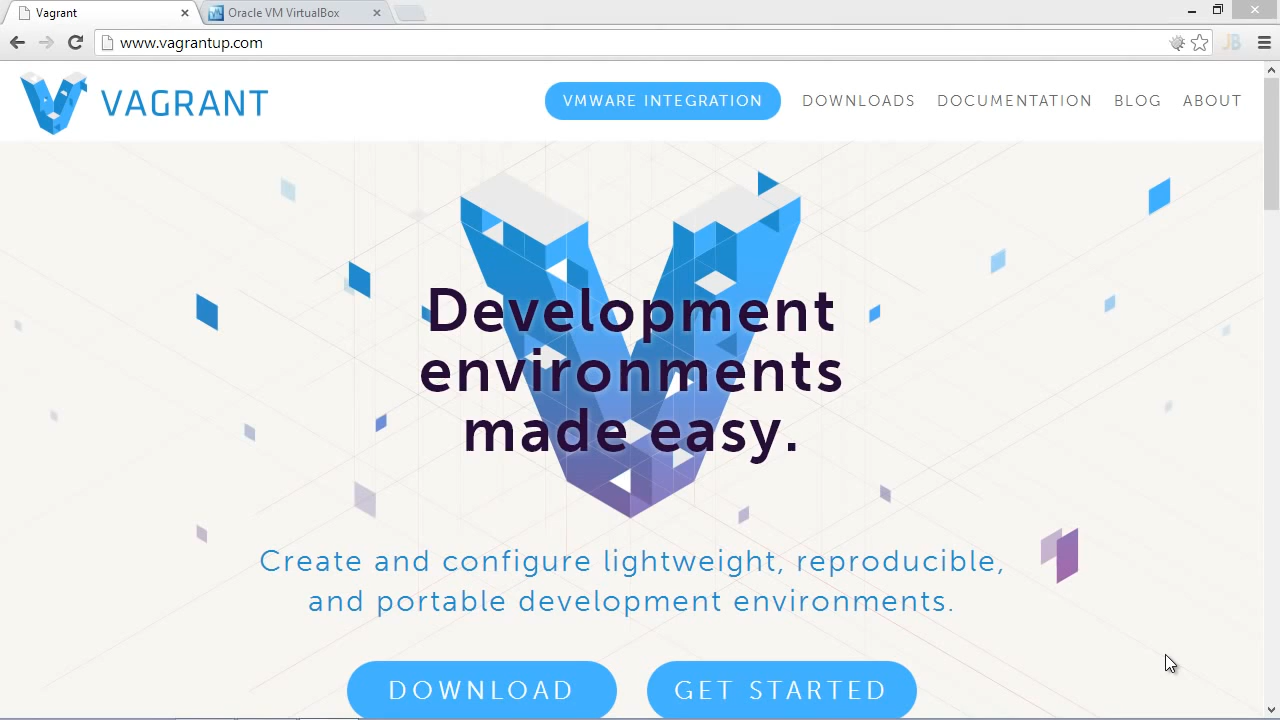 Vagrant
Oracle VM VirtualBox
www.vagrantup.com
JB
VAGRANT
VMWARE INTEGRATION
DOWNLOADS
DOCUMENTATION
BLOG
ABOUT
Development
environments
made easy.
Create and configure lightweight, reproducible,
and portable development environments.
DOWNLOAD
GET STARTED